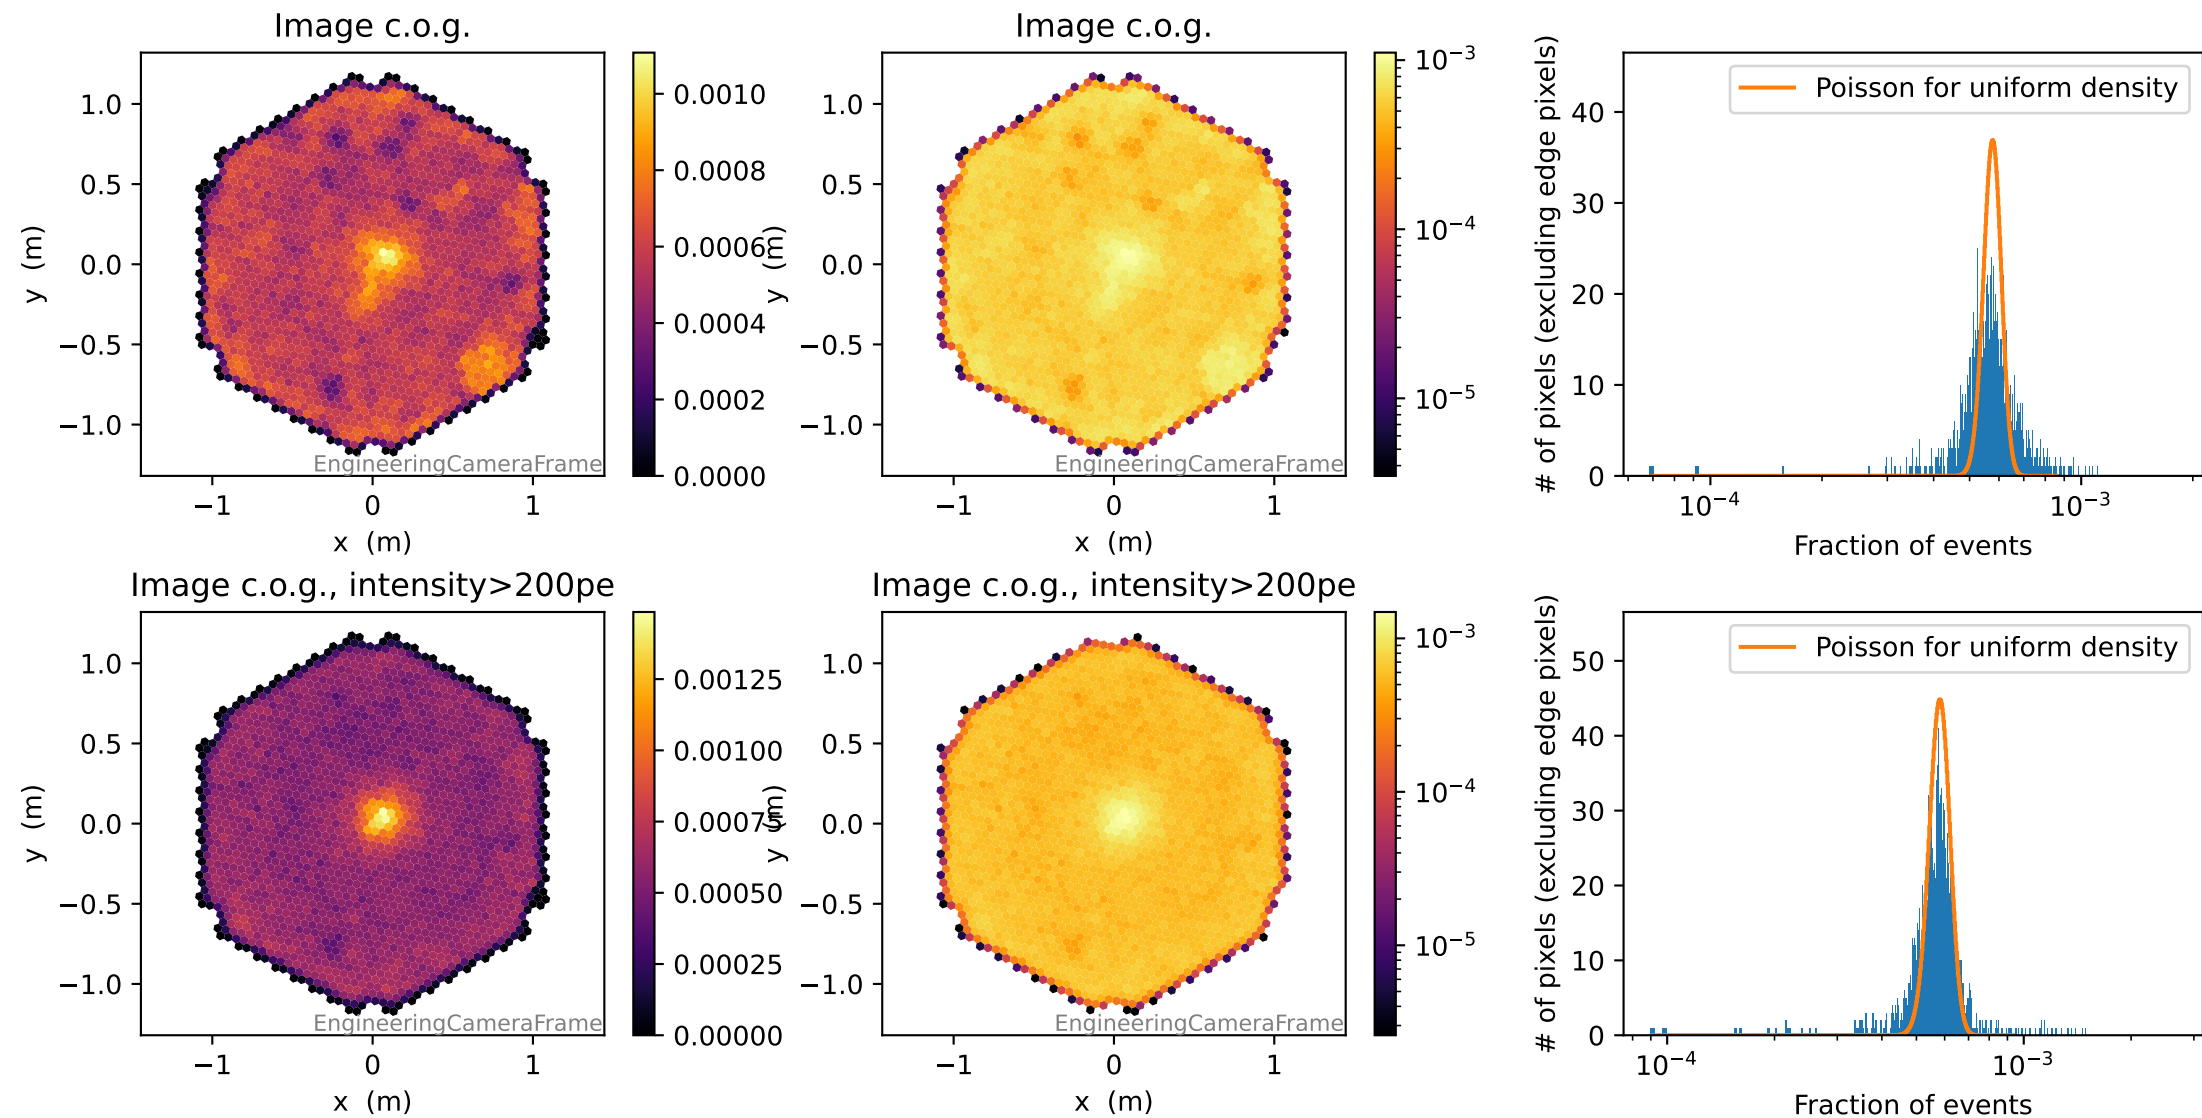 Image c.o.g.
1.0
0.5
0.0
−0.5
−1.0
y (m)
−1
0
1
x (m)
EngineeringCameraFrame
0.0010
0.0008
0.0006
0.0004
0.0002
0.0000
Image c.o.g.
1.0
0.5
0.0
−0.5
−1.0
y (m)
−1
0
1
x (m)
EngineeringCameraFrame
10⁻³
10⁻⁴
10⁻⁵
Poisson for uniform density
40
30
20
10
0
# of pixels (excluding edge pixels)
10⁻⁴
10⁻³
Fraction of events
Image c.o.g., intensity>200pe
1.0
0.5
0.0
−0.5
−1.0
y (m)
−1
0
1
x (m)
EngineeringCameraFrame
0.00125
0.00100
0.00075
0.00050
0.00025
0.00000
Image c.o.g., intensity>200pe
1.0
0.5
0.0
−0.5
−1.0
y (m)
−1
0
1
x (m)
EngineeringCameraFrame
10⁻³
10⁻⁴
10⁻⁵
Poisson for uniform density
50
40
30
20
10
0
# of pixels (excluding edge pixels)
10⁻⁴
10⁻³
Fraction of events